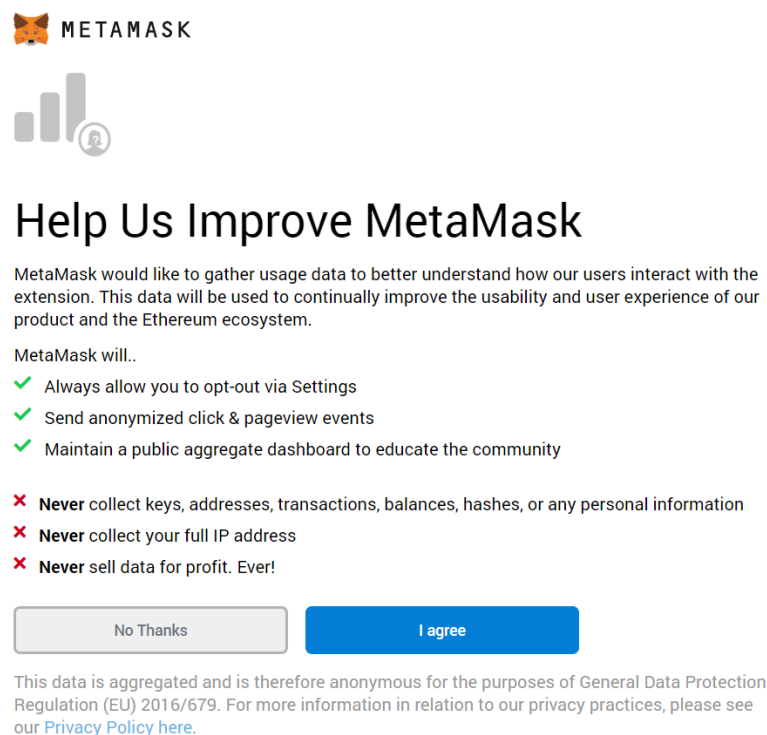 METAMASK
Help Us Improve MetaMask
MetaMask would like to gather usage data to better understand how our users interact with the
extension. This data will be used to continually improve the usability and user experience of our
product and the Ethereum ecosystem.
MetaMask will..
Always allow you to opt-out via Settings
Send anonymized click & pageview events
Maintain a public aggregate dashboard to educate the community
Never collect keys, addresses, transactions, balances, hashes, or any personal information
Never collect your full IP address
Never sell data for profit. Ever!
No Thanks
I agree
This data is aggregated and is therefore anonymous for the purposes of General Data Protection
Regulation (EU) 2016/679. For more information in relation to our privacy practices, please see
our Privacy Policy here.